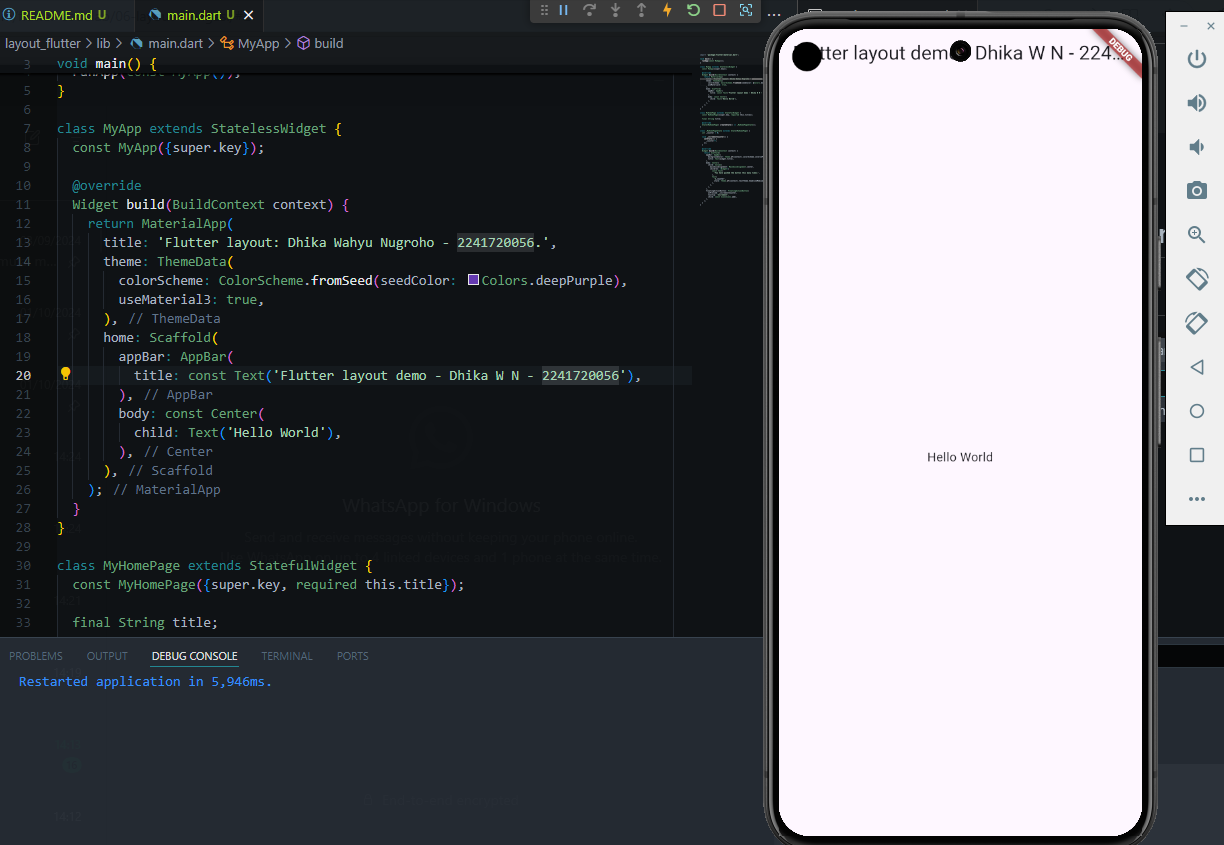 README.md U
main.dart U
layout_flutter > lib > main.dart > MyApp > build
3 void main() {
5 }
6
7 class MyApp extends StatelessWidget {
8 const MyApp({super.key});
9
10 @override
11 Widget build(BuildContext context) {
12 return MaterialApp(
13 title: 'Flutter layout: Dhika Wahyu Nugroho - 2241720056.',
14 theme: ThemeData(
15 colorScheme: ColorScheme.fromSeed(seedColor: Colors.deepPurple),
16 useMaterial3: true,
17 ), // ThemeData
18 home: Scaffold(
19 appBar: AppBar(
20 title: const Text('Flutter layout demo - Dhika W N - 2241720056'),
21 ), // AppBar
22 body: const Center(
23 child: Text('Hello World'),
24 ), // Center
25 ), // Scaffold
26 ); // MaterialApp
27 }
28 }
29
30 class MyHomePage extends StatefulWidget {
31 const MyHomePage({super.key, required this.title});
32
33 final String title;
WhatsApp for Windows
PROBLEMS OUTPUT DEBUG CONSOLE TERMINAL PORTS
Restarted application in 5,946ms.
tter layout dem Dhika W N - 224...
DEBUG
Hello World